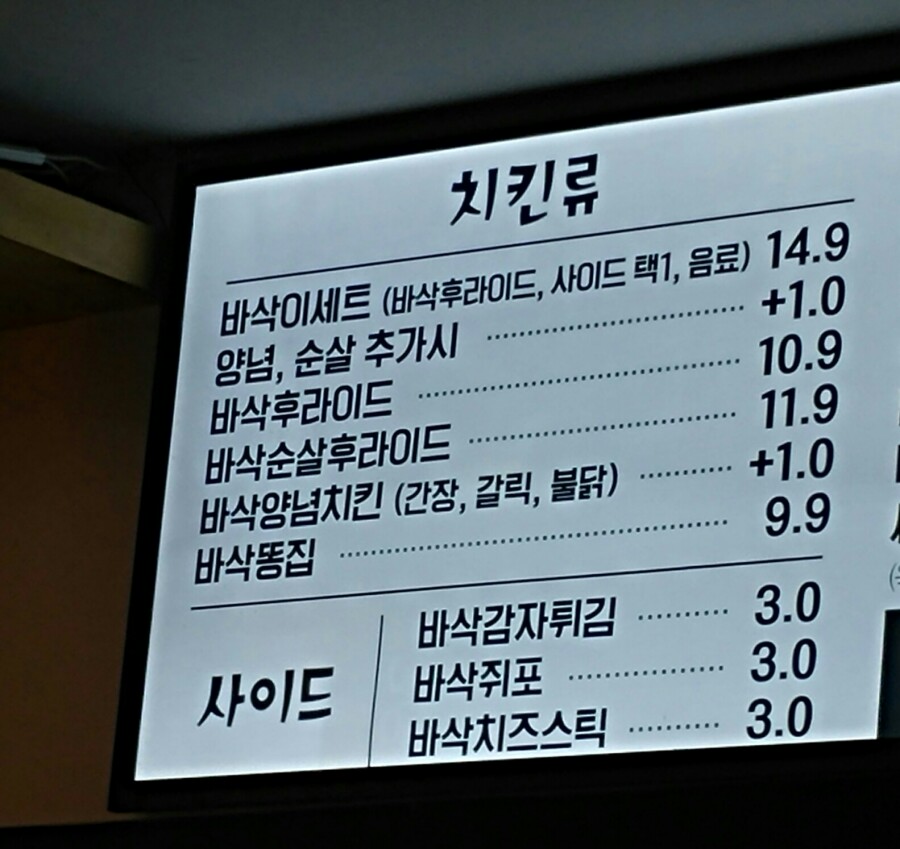 치킨류
바삭이세트 (바삭후라이드, 사이드 택1, 음료) 14.9
양념, 순살 추가시 +1.0
바삭후라이드 10.9
바삭순살후라이드 11.9
바삭양념치킨 (간장, 갈릭, 불닭) +1.0
바삭똥집 9.9
사이드
바삭감자튀김 3.0
바삭쥐포 3.0
바삭치즈스틱 3.0